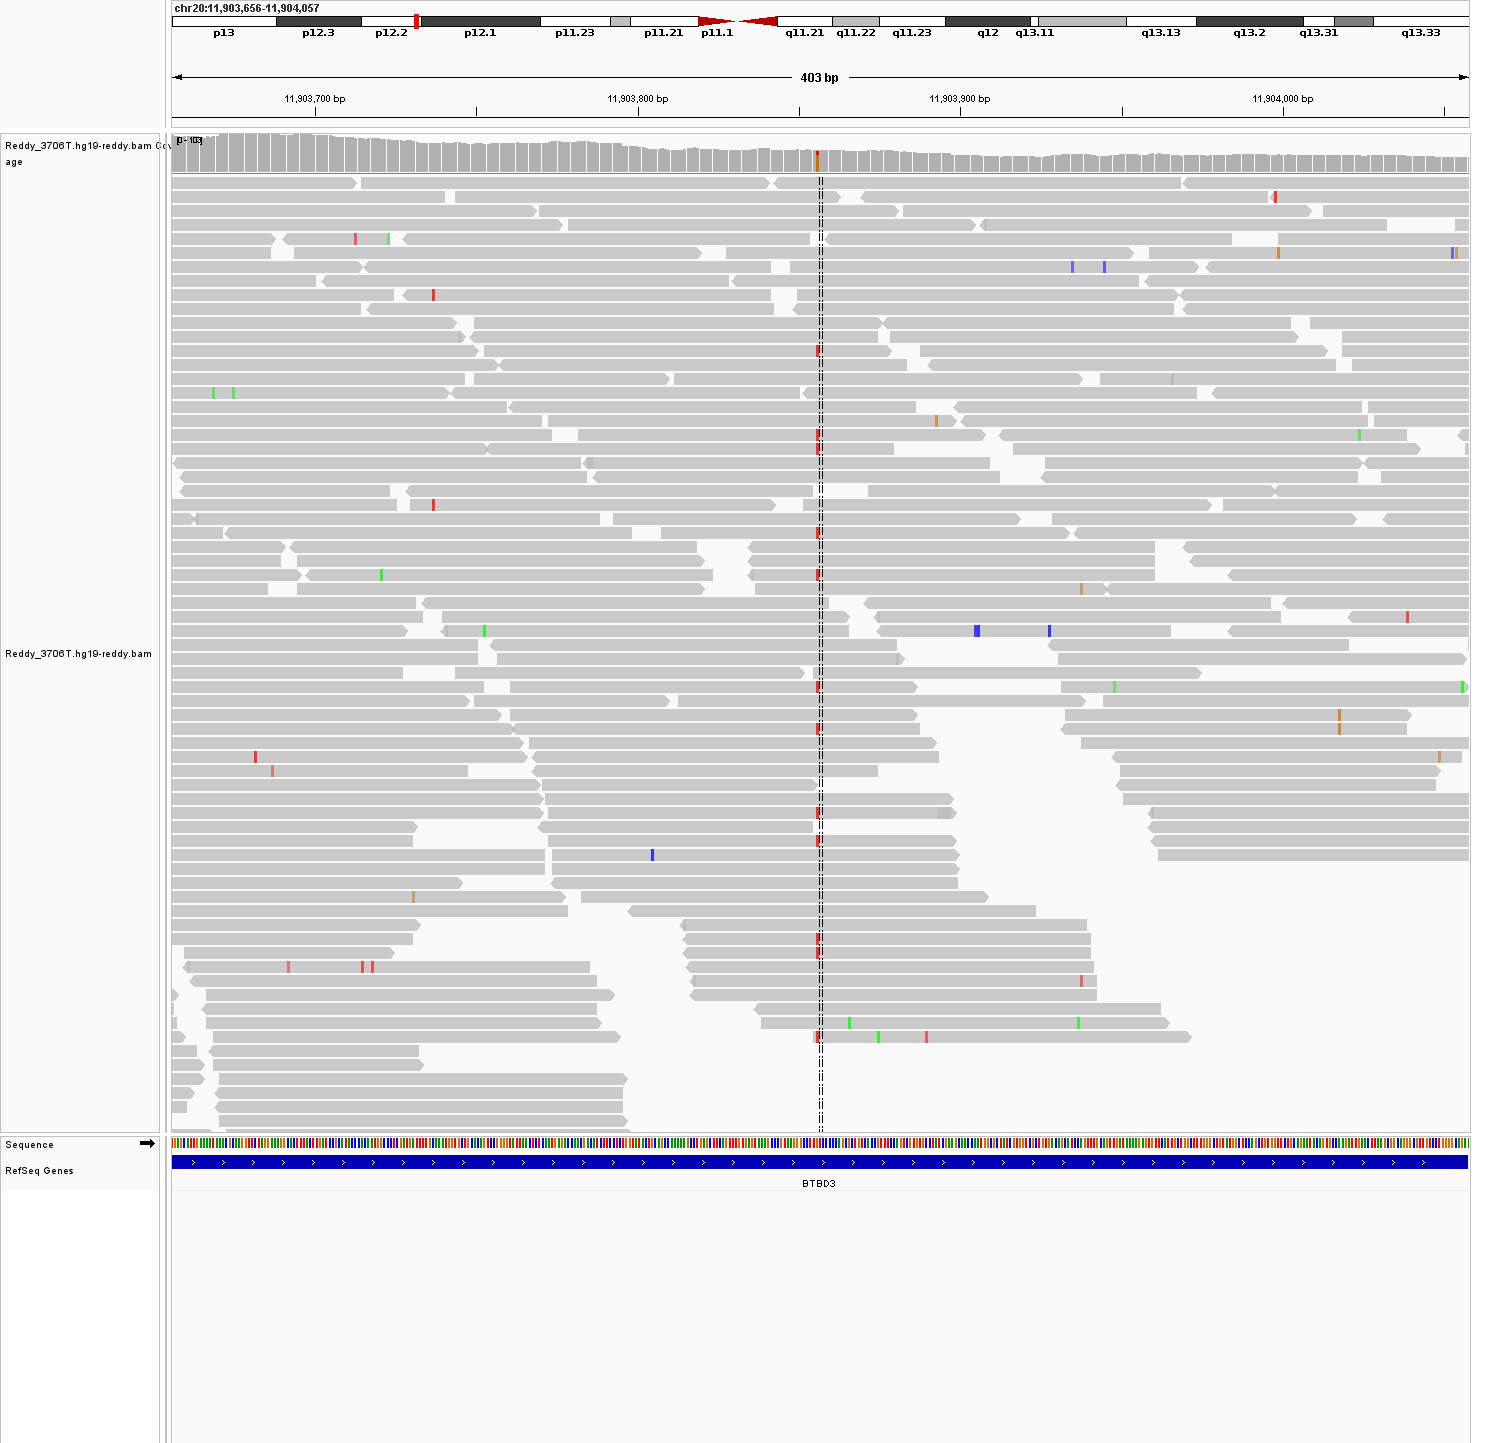 chr20:11,903,656-11,904,057
p13 p12.3 p12.2 p12.1 p11.23 p11.21 p11.1 q11.21 q11.22 q11.23 q12 q13.11 q13.13 q13.2 q13.31 q13.33
403 bp
11,903,700 bp 11,903,800 bp 11,903,900 bp 11,904,000 bp
[0 - 103]
Reddy_3706T.hg19-reddy.bam Cov
age
Reddy_3706T.hg19-reddy.bam
Sequence
RefSeq Genes
BTBD3